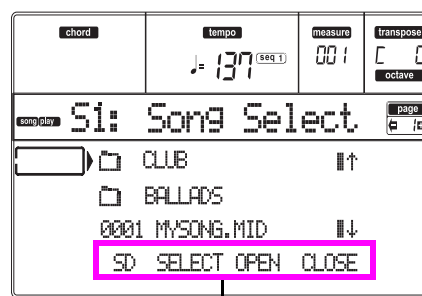 chord tempo measure transpose
♩= 137 seq 1 001 C
octave
song play S1: Song Select page
CLUB
BALLADS
0001 MYSONG.MID
SD SELECT OPEN CLOSE